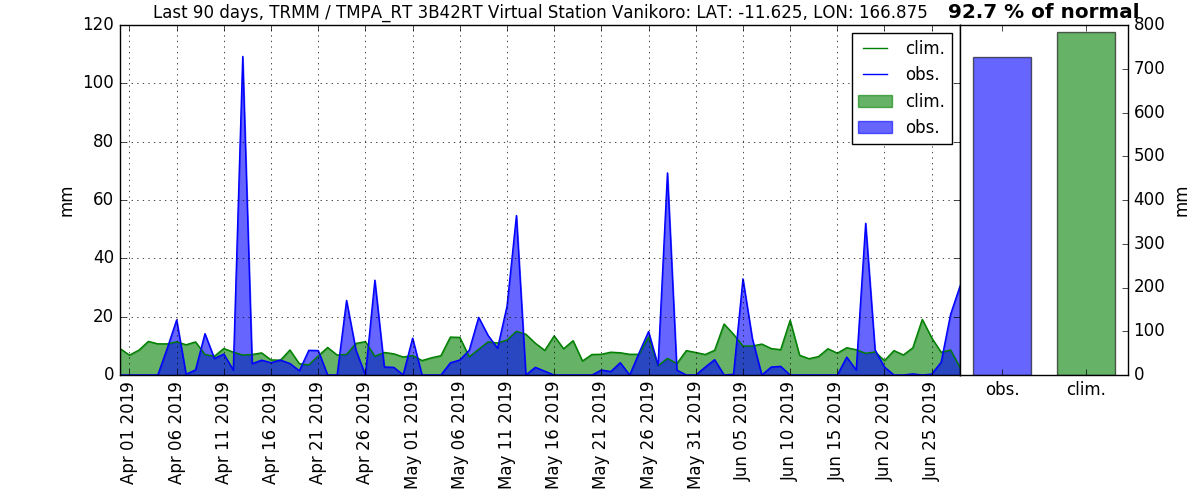 Last 90 days, TRMM / TMPA_RT 3B42RT Virtual Station Vanikoro: LAT: -11.625, LON: 166.875
92.7 % of normal
120
100
80
60
40
20
0
mm
clim.
obs.
clim.
obs.
800
700
600
500
400
300
200
100
0
mm
Apr 01 2019
Apr 06 2019
Apr 11 2019
Apr 16 2019
Apr 21 2019
Apr 26 2019
May 01 2019
May 06 2019
May 11 2019
May 16 2019
May 21 2019
May 26 2019
May 31 2019
Jun 05 2019
Jun 10 2019
Jun 15 2019
Jun 20 2019
Jun 25 2019
obs.
clim.